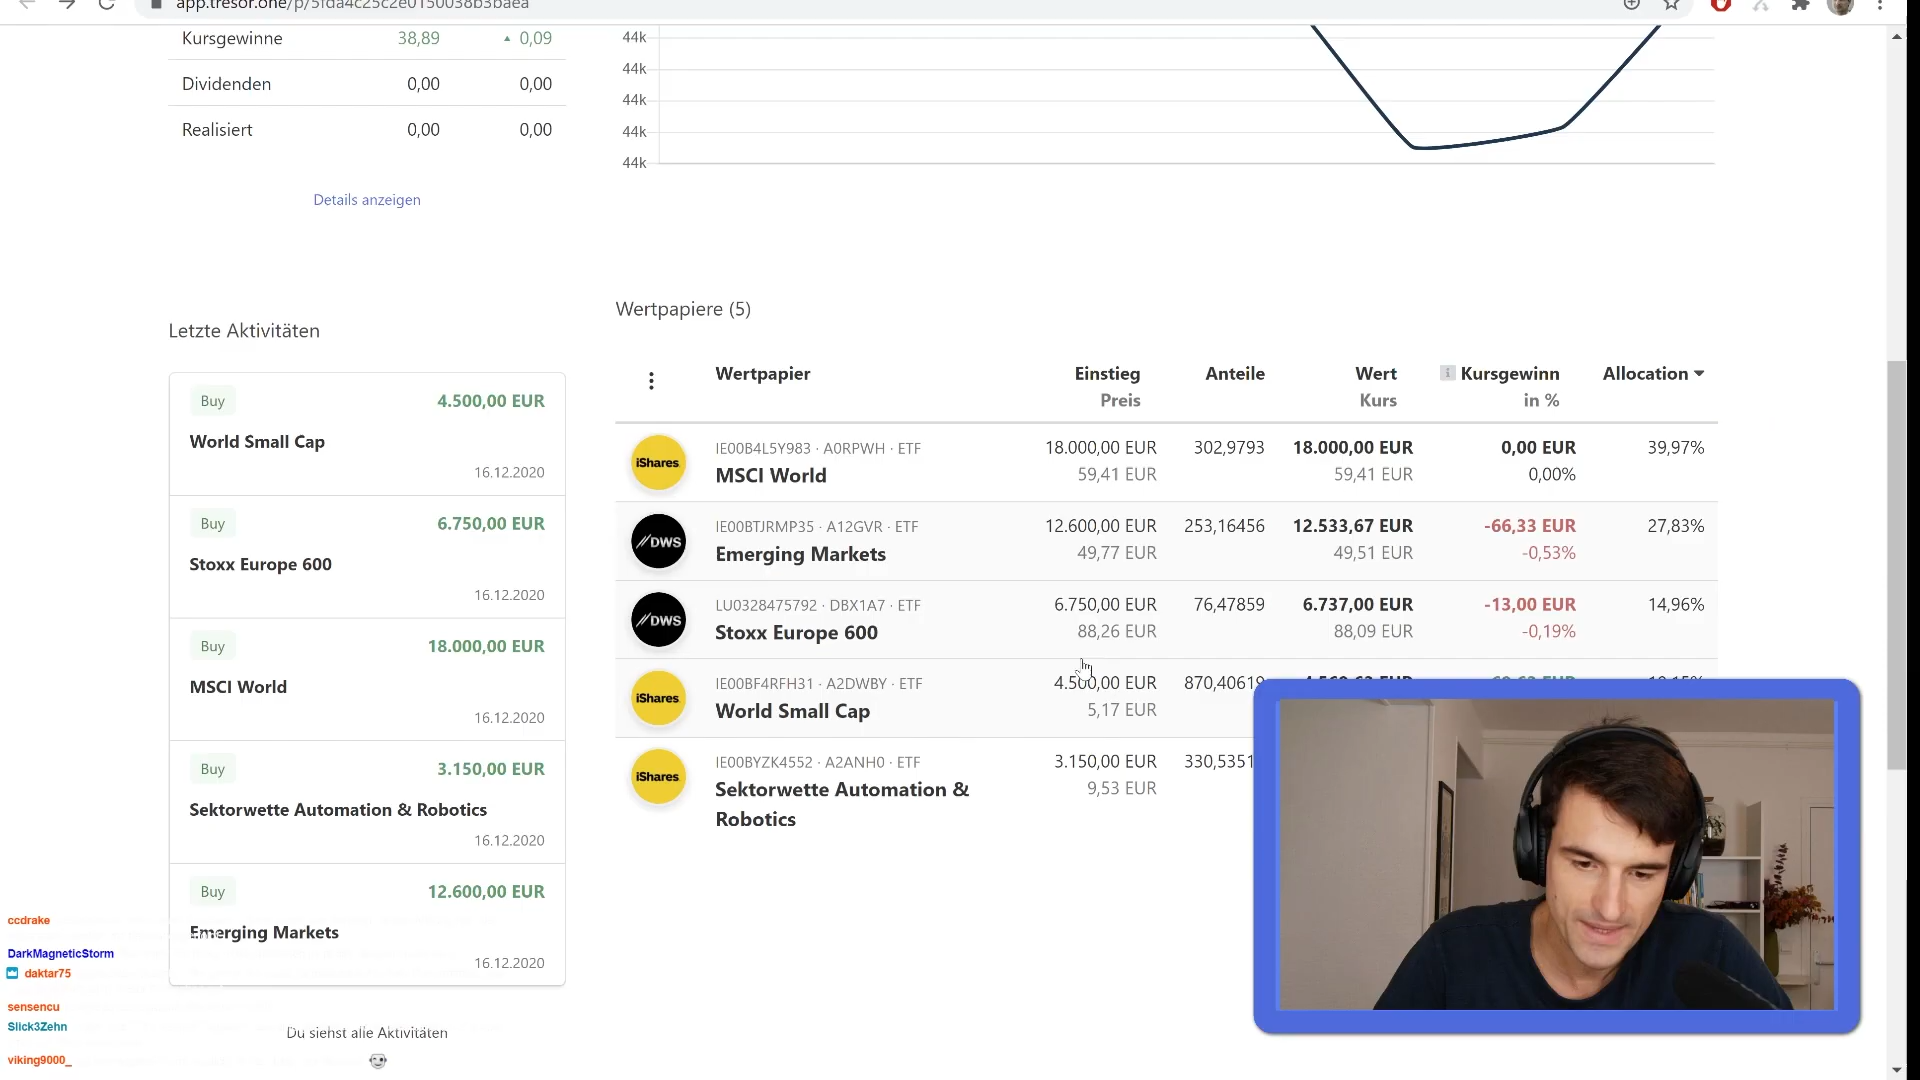 app.tresor.one/p/5fda4c25c2e0150038b3baea
Kursgewinne 38,89 ▲ 0,09
Dividenden 0,00 0,00
Realisiert 0,00 0,00
Details anzeigen
44k
44k
44k
44k
44k
Letzte Aktivitäten
Buy 4.500,00 EUR
World Small Cap
16.12.2020
Buy 6.750,00 EUR
Stoxx Europe 600
16.12.2020
Buy 18.000,00 EUR
MSCI World
16.12.2020
Buy 3.150,00 EUR
Sektorwette Automation & Robotics
16.12.2020
Buy 12.600,00 EUR
Emerging Markets
16.12.2020
Du siehst alle Aktivitäten
Wertpapiere (5)
Wertpapier Einstieg Anteile Wert i Kursgewinn Allocation
Preis Kurs in %
iShares IE00B4L5Y983 · A0RPWH · ETF 18.000,00 EUR 302,9793 18.000,00 EUR 0,00 EUR 39,97%
MSCI World 59,41 EUR 59,41 EUR 0,00%
DWS IE00BTJRMP35 · A12GVR · ETF 12.600,00 EUR 253,16456 12.533,67 EUR -66,33 EUR 27,83%
Emerging Markets 49,77 EUR 49,51 EUR -0,53%
DWS LU0328475792 · DBX1A7 · ETF 6.750,00 EUR 76,47859 6.737,00 EUR -13,00 EUR 14,96%
Stoxx Europe 600 88,26 EUR 88,09 EUR -0,19%
iShares IE00BF4RFH31 · A2DWBY · ETF 4.500,00 EUR 870,40619
World Small Cap 5,17 EUR
iShares IE00BYZK4552 · A2ANH0 · ETF 3.150,00 EUR 330,5351
Sektorwette Automation & 9,53 EUR
Robotics
ccdrake
DarkMagneticStorm
daktar75
sensencu
Slick3Zehn
viking9000_